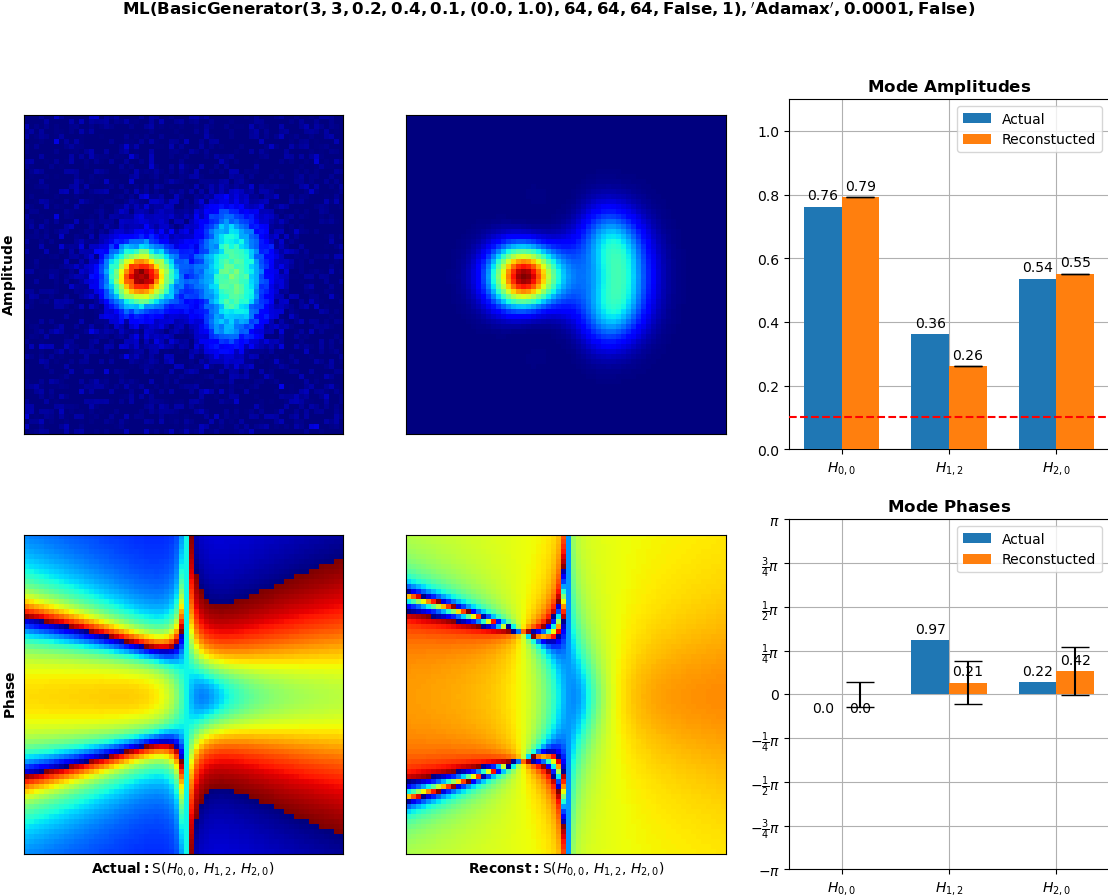 ML(BasicGenerator(3, 3, 0.2, 0.4, 0.1, (0.0, 1.0), 64, 64, 64, False, 1), 'Adamax', 0.0001, False)
Amplitude
Mode Amplitudes
Actual
Reconstucted
1.0
0.8
0.6
0.4
0.2
0.0
0.76
0.79
0.36
0.26
0.54
0.55
H0,0
H1,2
H2,0
Phase
Actual: S(H0,0, H1,2, H2,0)
Reconst: S(H0,0, H1,2, H2,0)
Mode Phases
Actual
Reconstucted
π
3/4π
1/2π
1/4π
0
−1/4π
−1/2π
−3/4π
−π
0.0
0.0
0.97
0.21
0.22
0.42
H0,0
H1,2
H2,0